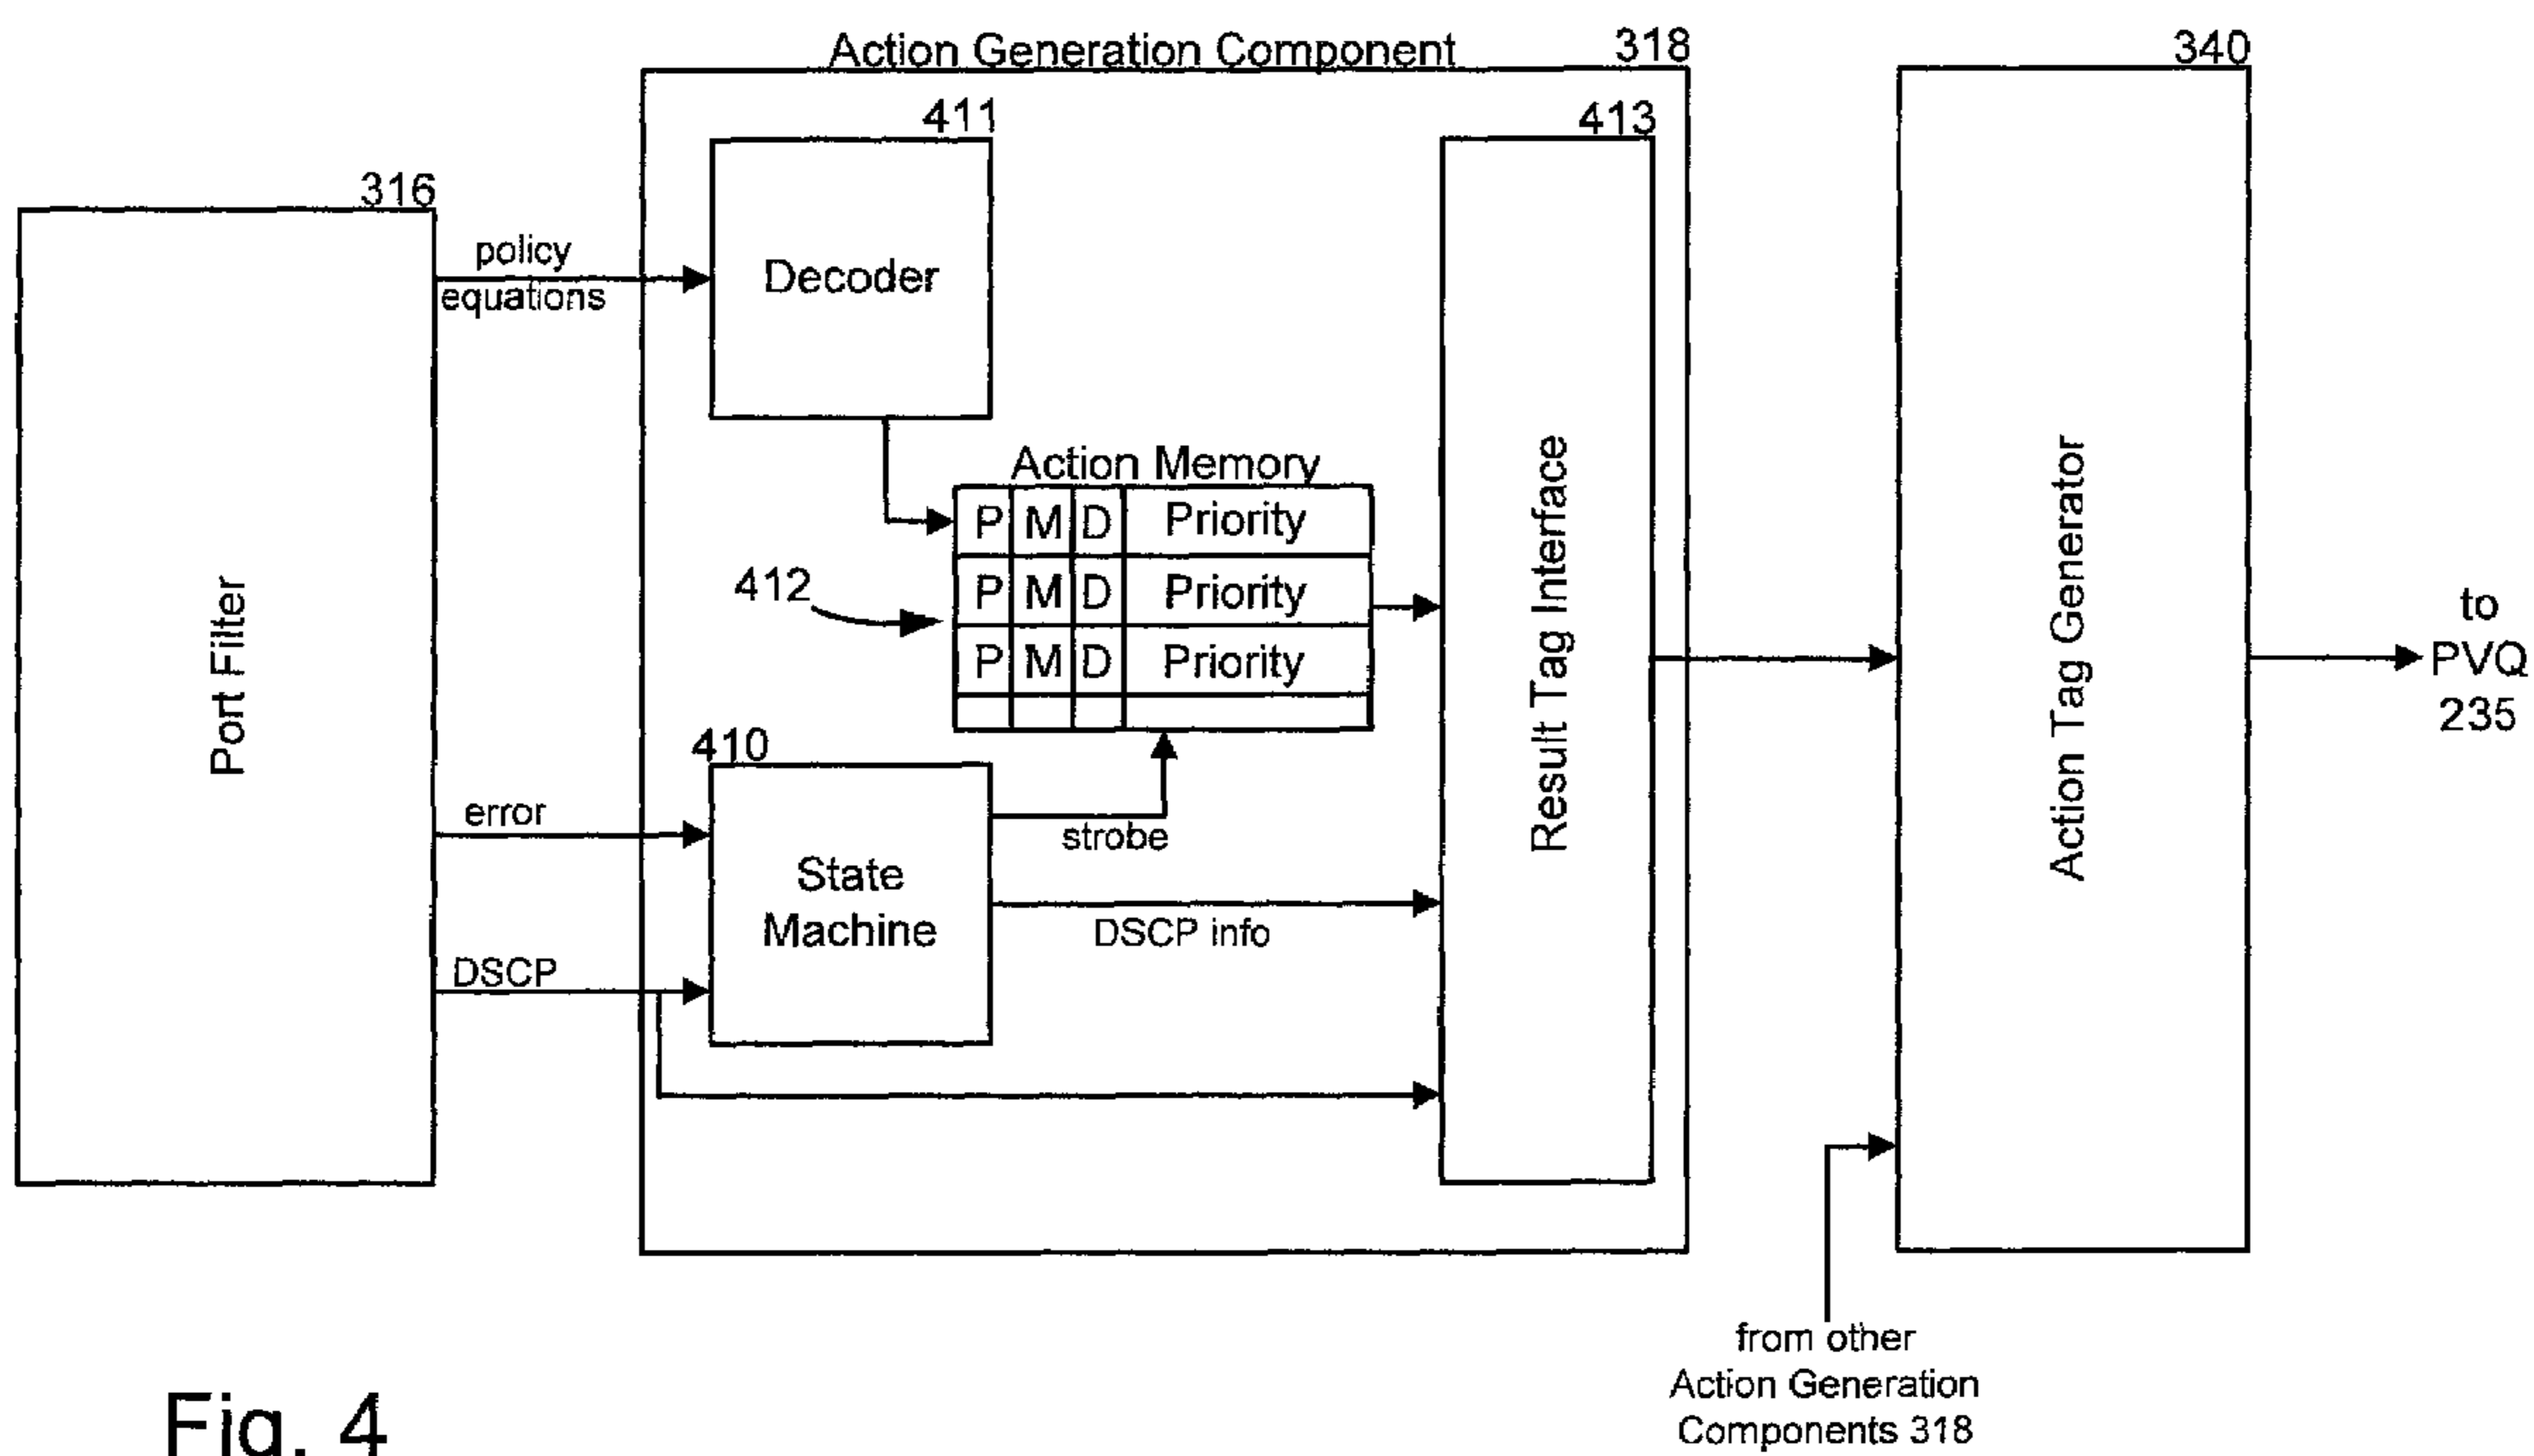 Action Generation Component
318
340
411
413
316
policy
equations
Decoder
Action Memory
P M D Priority
P M D Priority
P M D Priority
412
410
Port Filter
error
strobe
State
Machine
DSCP info
DSCP
Result Tag Interface
Action Tag Generator
to
PVQ
235
from other
Action Generation
Components 318
Fig. 4